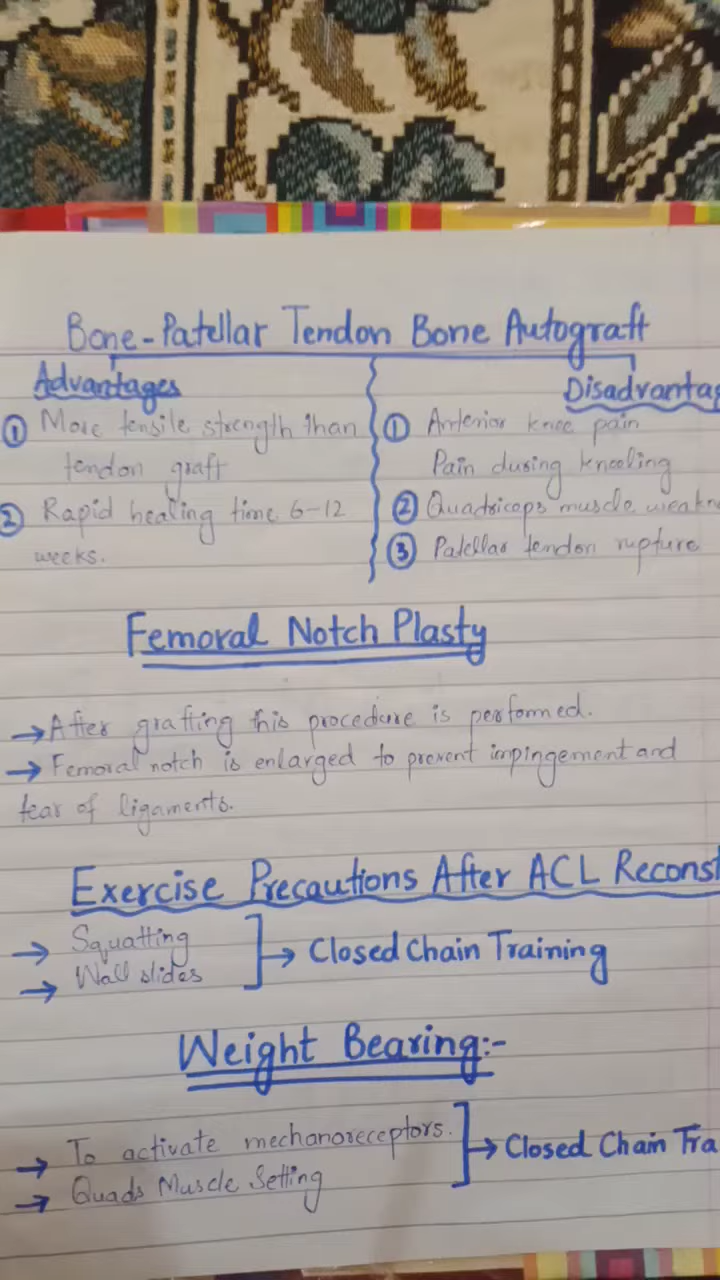 Bone-Patellar Tendon Bone Autograft
Advantages
① More tensile strength than
tendon graft
② Rapid healing time 6-12
weeks.
Disadvantag
① Anterior knee pain
Pain during kneeling
② Quadriceps muscle weakn
③ Patellar tendon rupture
Femoral Notch Plasty
→ After grafting this procedure is performed.
→ Femoral notch is enlarged to prevent impingement and
tear of ligaments.
Exercise Precautions After ACL Reconst
→ Squatting
→ Wall slides
→ Closed Chain Training
Weight Bearing:-
→ To activate mechanoreceptors.
→ Quads Muscle Setting
→ Closed Chain Tra